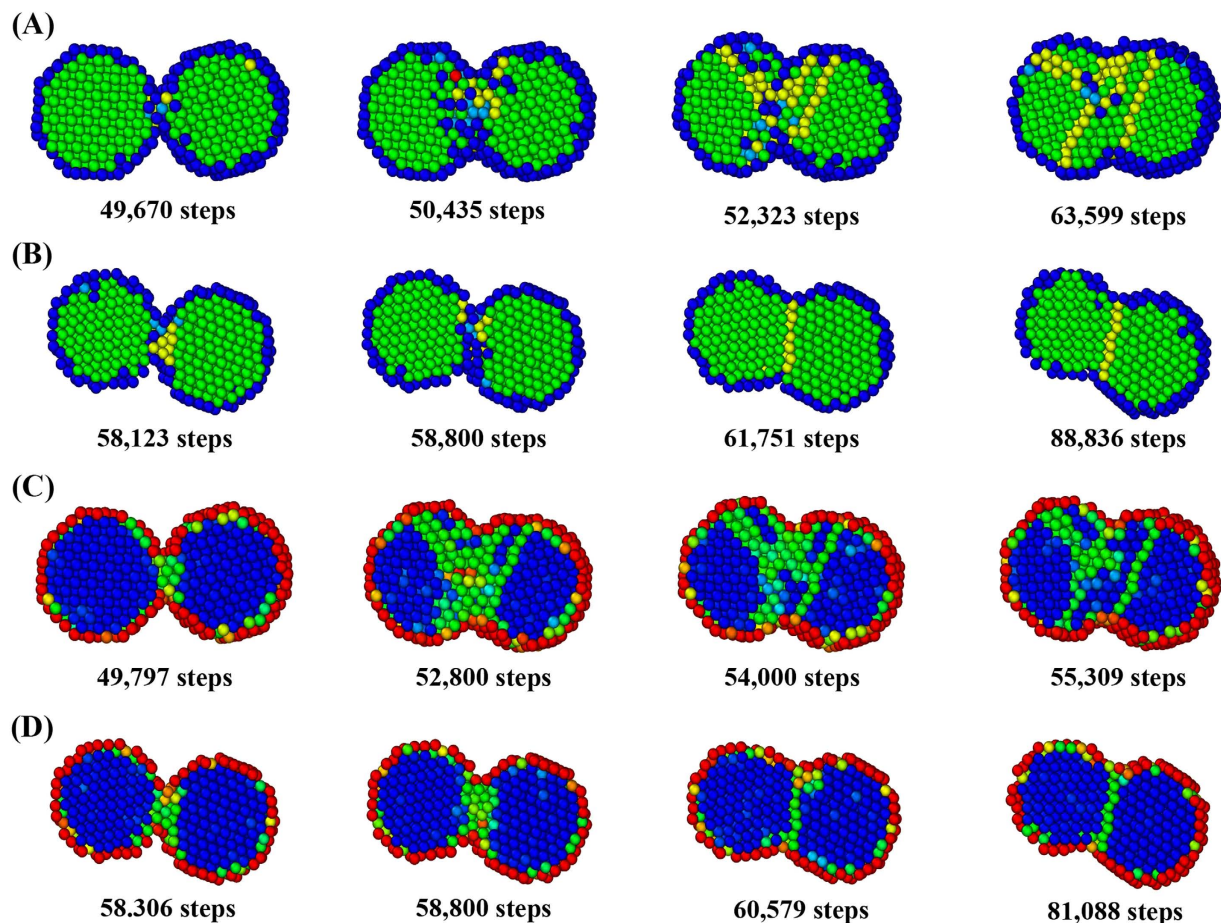 (A)
49,670 steps
50,435 steps
52,323 steps
63,599 steps
(B)
58,123 steps
58,800 steps
61,751 steps
88,836 steps
(C)
49,797 steps
52,800 steps
54,000 steps
55,309 steps
(D)
58.306 steps
58,800 steps
60,579 steps
81,088 steps